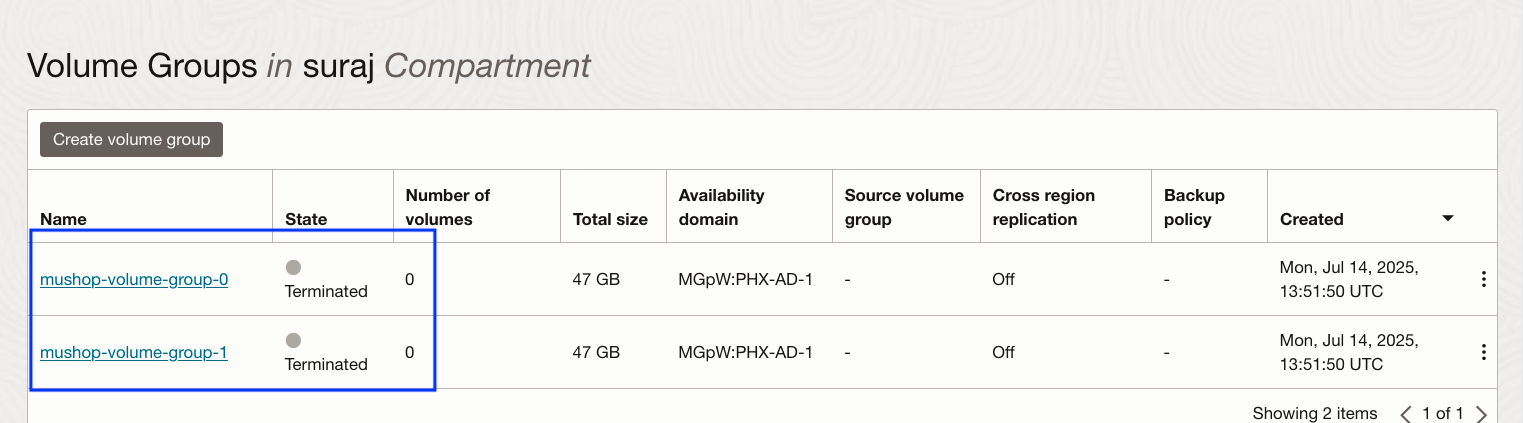 Volume Groups in suraj Compartment
Create volume group
Name State Number of volumes Total size Availability domain Source volume group Cross region replication Backup policy Created
mushop-volume-group-0 Terminated 0 47 GB MGpW:PHX-AD-1 - Off - Mon, Jul 14, 2025, 13:51:50 UTC
mushop-volume-group-1 Terminated 0 47 GB MGpW:PHX-AD-1 - Off - Mon, Jul 14, 2025, 13:51:50 UTC
Showing 2 items 1 of 1